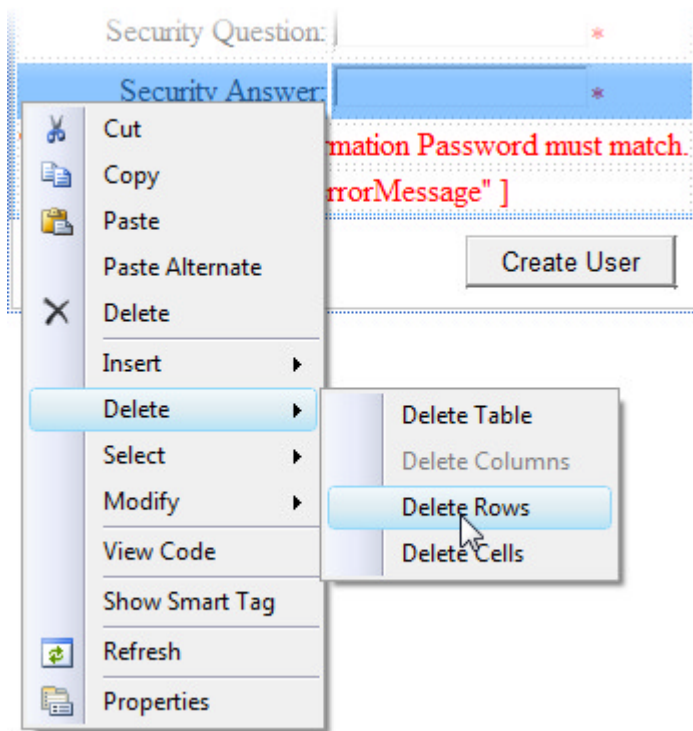 Security Question: *
Security Answer: *
*
mation Password must match.
rrorMessage" ]
Create User
Cut
Copy
Paste
Paste Alternate
Delete
Insert
Delete
Select
Modify
View Code
Show Smart Tag
Refresh
Properties
Delete Table
Delete Columns
Delete Rows
Delete Cells